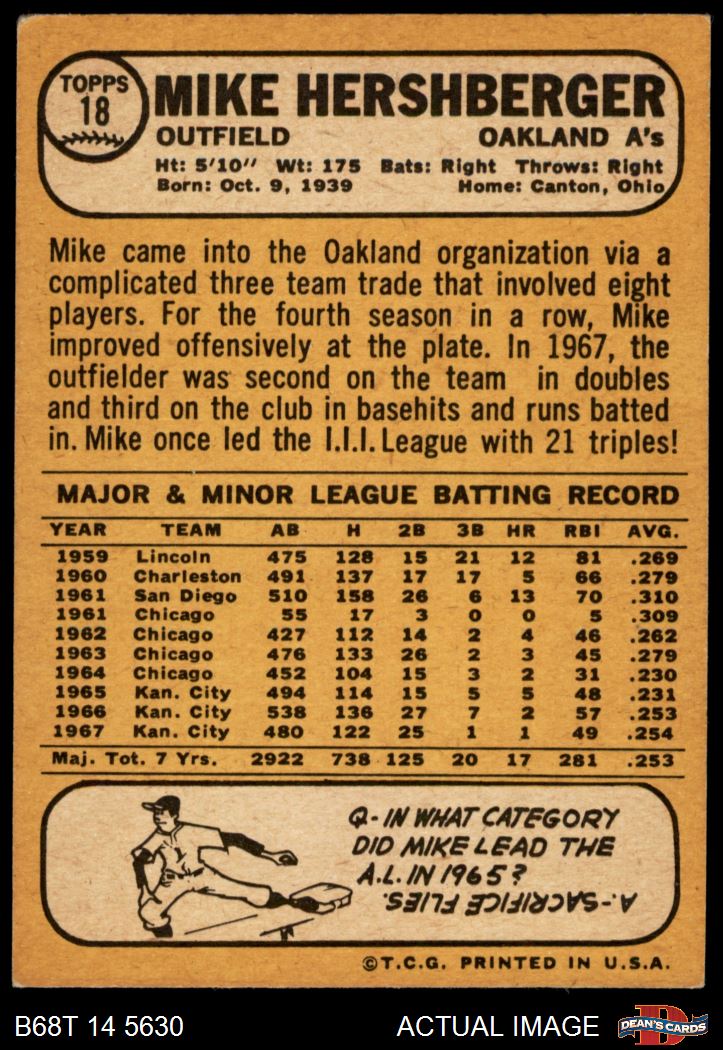 TOPPS
18
MIKE HERSHBERGER
OUTFIELD OAKLAND A's
Ht: 5'10" Wt: 175 Bats: Right Throws: Right
Born: Oct. 9, 1939 Home: Canton, Ohio
Mike came into the Oakland organization via a
complicated three team trade that involved eight
players. For the fourth season in a row, Mike
improved offensively at the plate. In 1967, the
outfielder was second on the team in doubles
and third on the club in basehits and runs batted
in. Mike once led the I.I.I. League with 21 triples!
MAJOR & MINOR LEAGUE BATTING RECORD
YEAR TEAM AB H 2B 3B HR RBI AVG.
1959 Lincoln 475 128 15 21 12 81 .269
1960 Charleston 491 137 17 17 5 66 .279
1961 San Diego 510 158 26 6 13 70 .310
1961 Chicago 55 17 3 0 0 5 .309
1962 Chicago 427 112 14 2 4 46 .262
1963 Chicago 476 133 26 2 3 45 .279
1964 Chicago 452 104 15 3 2 31 .230
1965 Kan. City 494 114 15 5 5 48 .231
1966 Kan. City 538 136 27 7 2 57 .253
1967 Kan. City 480 122 25 1 1 49 .254
Maj. Tot. 7 Yrs. 2922 738 125 20 17 281 .253
Q-IN WHAT CATEGORY
DID MIKE LEAD THE
A.L. IN 1965?
A.-SACRIFICE FLIES.
©T.C.G. PRINTED IN U.S.A.
B68T 14 5630 ACTUAL IMAGE DEAN'S CARDS